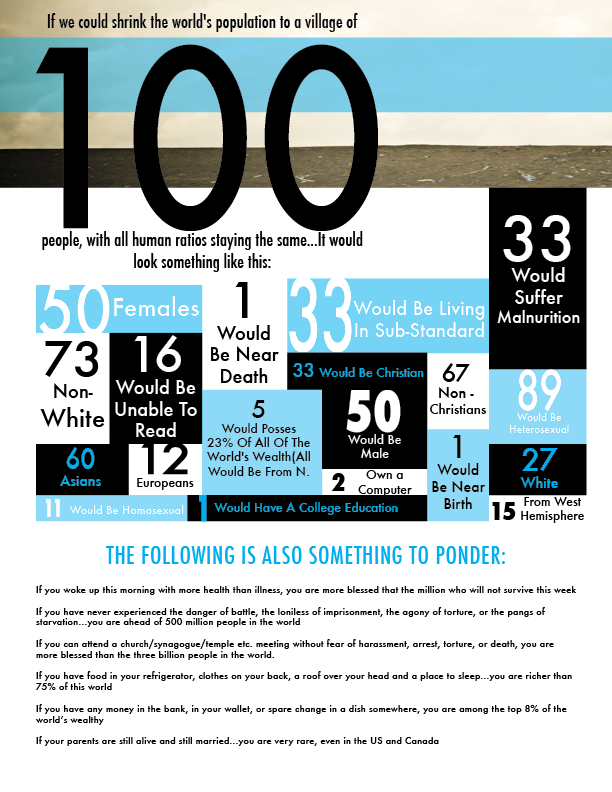 If we could shrink the world's population to a village of
100
people, with all human ratios staying the same...It would
look something like this:
33
Would
Suffer
Malnurition
50 Females
1
Would
Be Near
Death
33 Would Be Living
In Sub-Standard
73
Non-
White
16
Would Be
Unable To
Read
33 Would Be Christian
67
Non -
Christians
89
Would Be
Heterosexual
5
Would Posses
23% Of All Of The
World's Wealth(All
Would Be From N.
50
Would Be
Male
1
Would
Be Near
Birth
60
Asians
12
Europeans
2 Own a
Computer
27
White
11 Would Be Homosexual
1 Would Have A College Education
15 From West
Hemisphere
THE FOLLOWING IS ALSO SOMETHING TO PONDER:
If you woke up this morning with more health than illness, you are more blessed that the million who will not survive this week
If you have never experienced the danger of battle, the loniless of imprisonment, the agony of torture, or the pangs of
starvation...you are ahead of 500 million people in the world
If you can attend a church/synagogue/temple etc. meeting without fear of harassment, arrest, torture, or death, you are
more blessed than the three billion people in the world.
If you have food in your refrigerator, clothes on your back, a roof over your head and a place to sleep...you are richer than
75% of this world
If you have any money in the bank, in your wallet, or spare change in a dish somewhere, you are among the top 8% of the
world's wealthy
If your parents are still alive and still married...you are very rare, even in the US and Canada